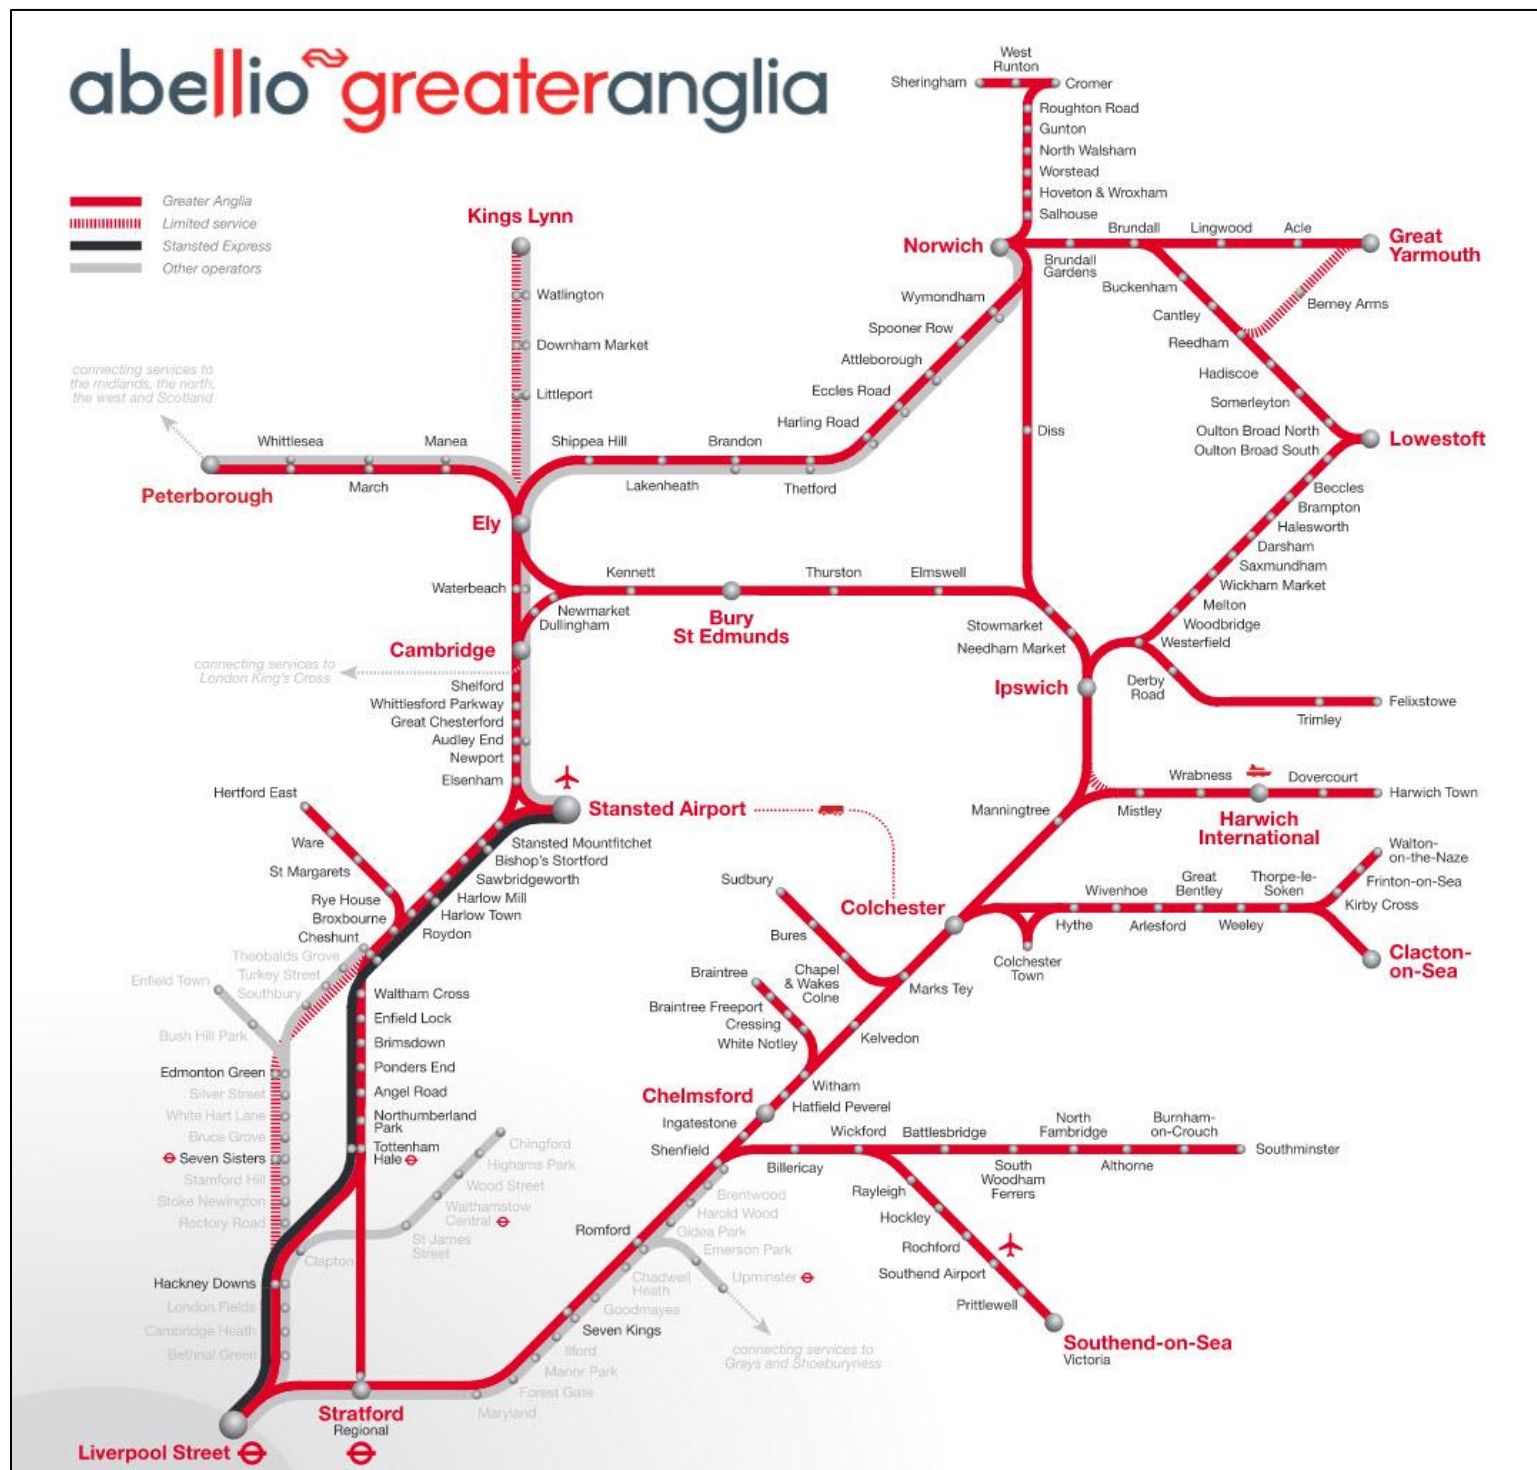 abellio greateranglia
Greater Anglia
Limited service
Stansted Express
Other operators
West
Runton
Sheringham
Cromer
Roughton Road
Gunton
North Walsham
Worstead
Hoveton & Wroxham
Salhouse
Kings Lynn
Norwich
Brundall
Lingwood
Acle
Great
Yarmouth
Brundall
Gardens
Buckenham
Berney Arms
Cantley
Reedham
Hadiscoe
Somerleyton
Oulton Broad North
Oulton Broad South
Lowestoft
Watlington
Downham Market
Littleport
Wymondham
Spooner Row
Attleborough
Eccles Road
Harling Road
connecting services to
the midlands, the north,
the west and Scotland
Whittlesea
Manea
Shippea Hill
Brandon
Peterborough
March
Lakenheath
Thetford
Diss
Beccles
Brampton
Halesworth
Darsham
Saxmundham
Wickham Market
Melton
Woodbridge
Westerfield
Ely
Waterbeach
Kennett
Thurston
Elmswell
Newmarket
Dullingham
Bury
St Edmunds
Stowmarket
Needham Market
Cambridge
connecting services to
London King's Cross
Ipswich
Derby
Road
Trimley
Felixstowe
Shelford
Whittlesford Parkway
Great Chesterford
Audley End
Newport
Elsenham
Stansted Airport
Manningtree
Mistley
Wrabness
Dovercourt
Harwich Town
Harwich
International
Hertford East
Ware
St Margarets
Rye House
Broxbourne
Cheshunt
Stansted Mountfitchet
Bishop's Stortford
Sawbridgeworth
Harlow Mill
Harlow Town
Roydon
Sudbury
Bures
Chapel
& Wakes
Colne
Colchester
Marks Tey
Colchester
Town
Hythe
Wivenhoe
Arlesford
Great
Bentley
Weeley
Thorpe-le-
Soken
Walton-
on-the-Naze
Frinton-on-Sea
Kirby Cross
Clacton-
on-Sea
Theobalds Grove
Turkey Street
Southbury
Enfield Town
Bush Hill Park
Edmonton Green
Silver Street
White Hart Lane
Bruce Grove
Seven Sisters
Stamford Hill
Stoke Newington
Rectory Road
Waltham Cross
Enfield Lock
Brimsdown
Ponders End
Angel Road
Northumberland
Park
Tottenham
Hale
Braintree
Braintree Freeport
Cressing
White Notley
Kelvedon
Witham
Hatfield Peverel
Chelmsford
Ingatestone
Shenfield
Billericay
Wickford
Battlesbridge
South
Woodham
Ferrers
North
Fambridge
Althorne
Burnham-
on-Crouch
Southminster
Rayleigh
Hockley
Rochford
Southend Airport
Prittlewell
Southend-on-Sea
Victoria
Chingford
Highams Park
Wood Street
Walthamstow
Central
St James
Street
Clapton
Hackney Downs
London Fields
Cambridge Heath
Bethnal Green
Brentwood
Harold Wood
Gidea Park
Romford
Emerson Park
Upminster
Chadwell
Heath
Goodmayes
Seven Kings
Ilford
Manor Park
Forest Gate
Maryland
connecting services to
Grays and Shoeburyness
Stratford
Regional
Liverpool Street